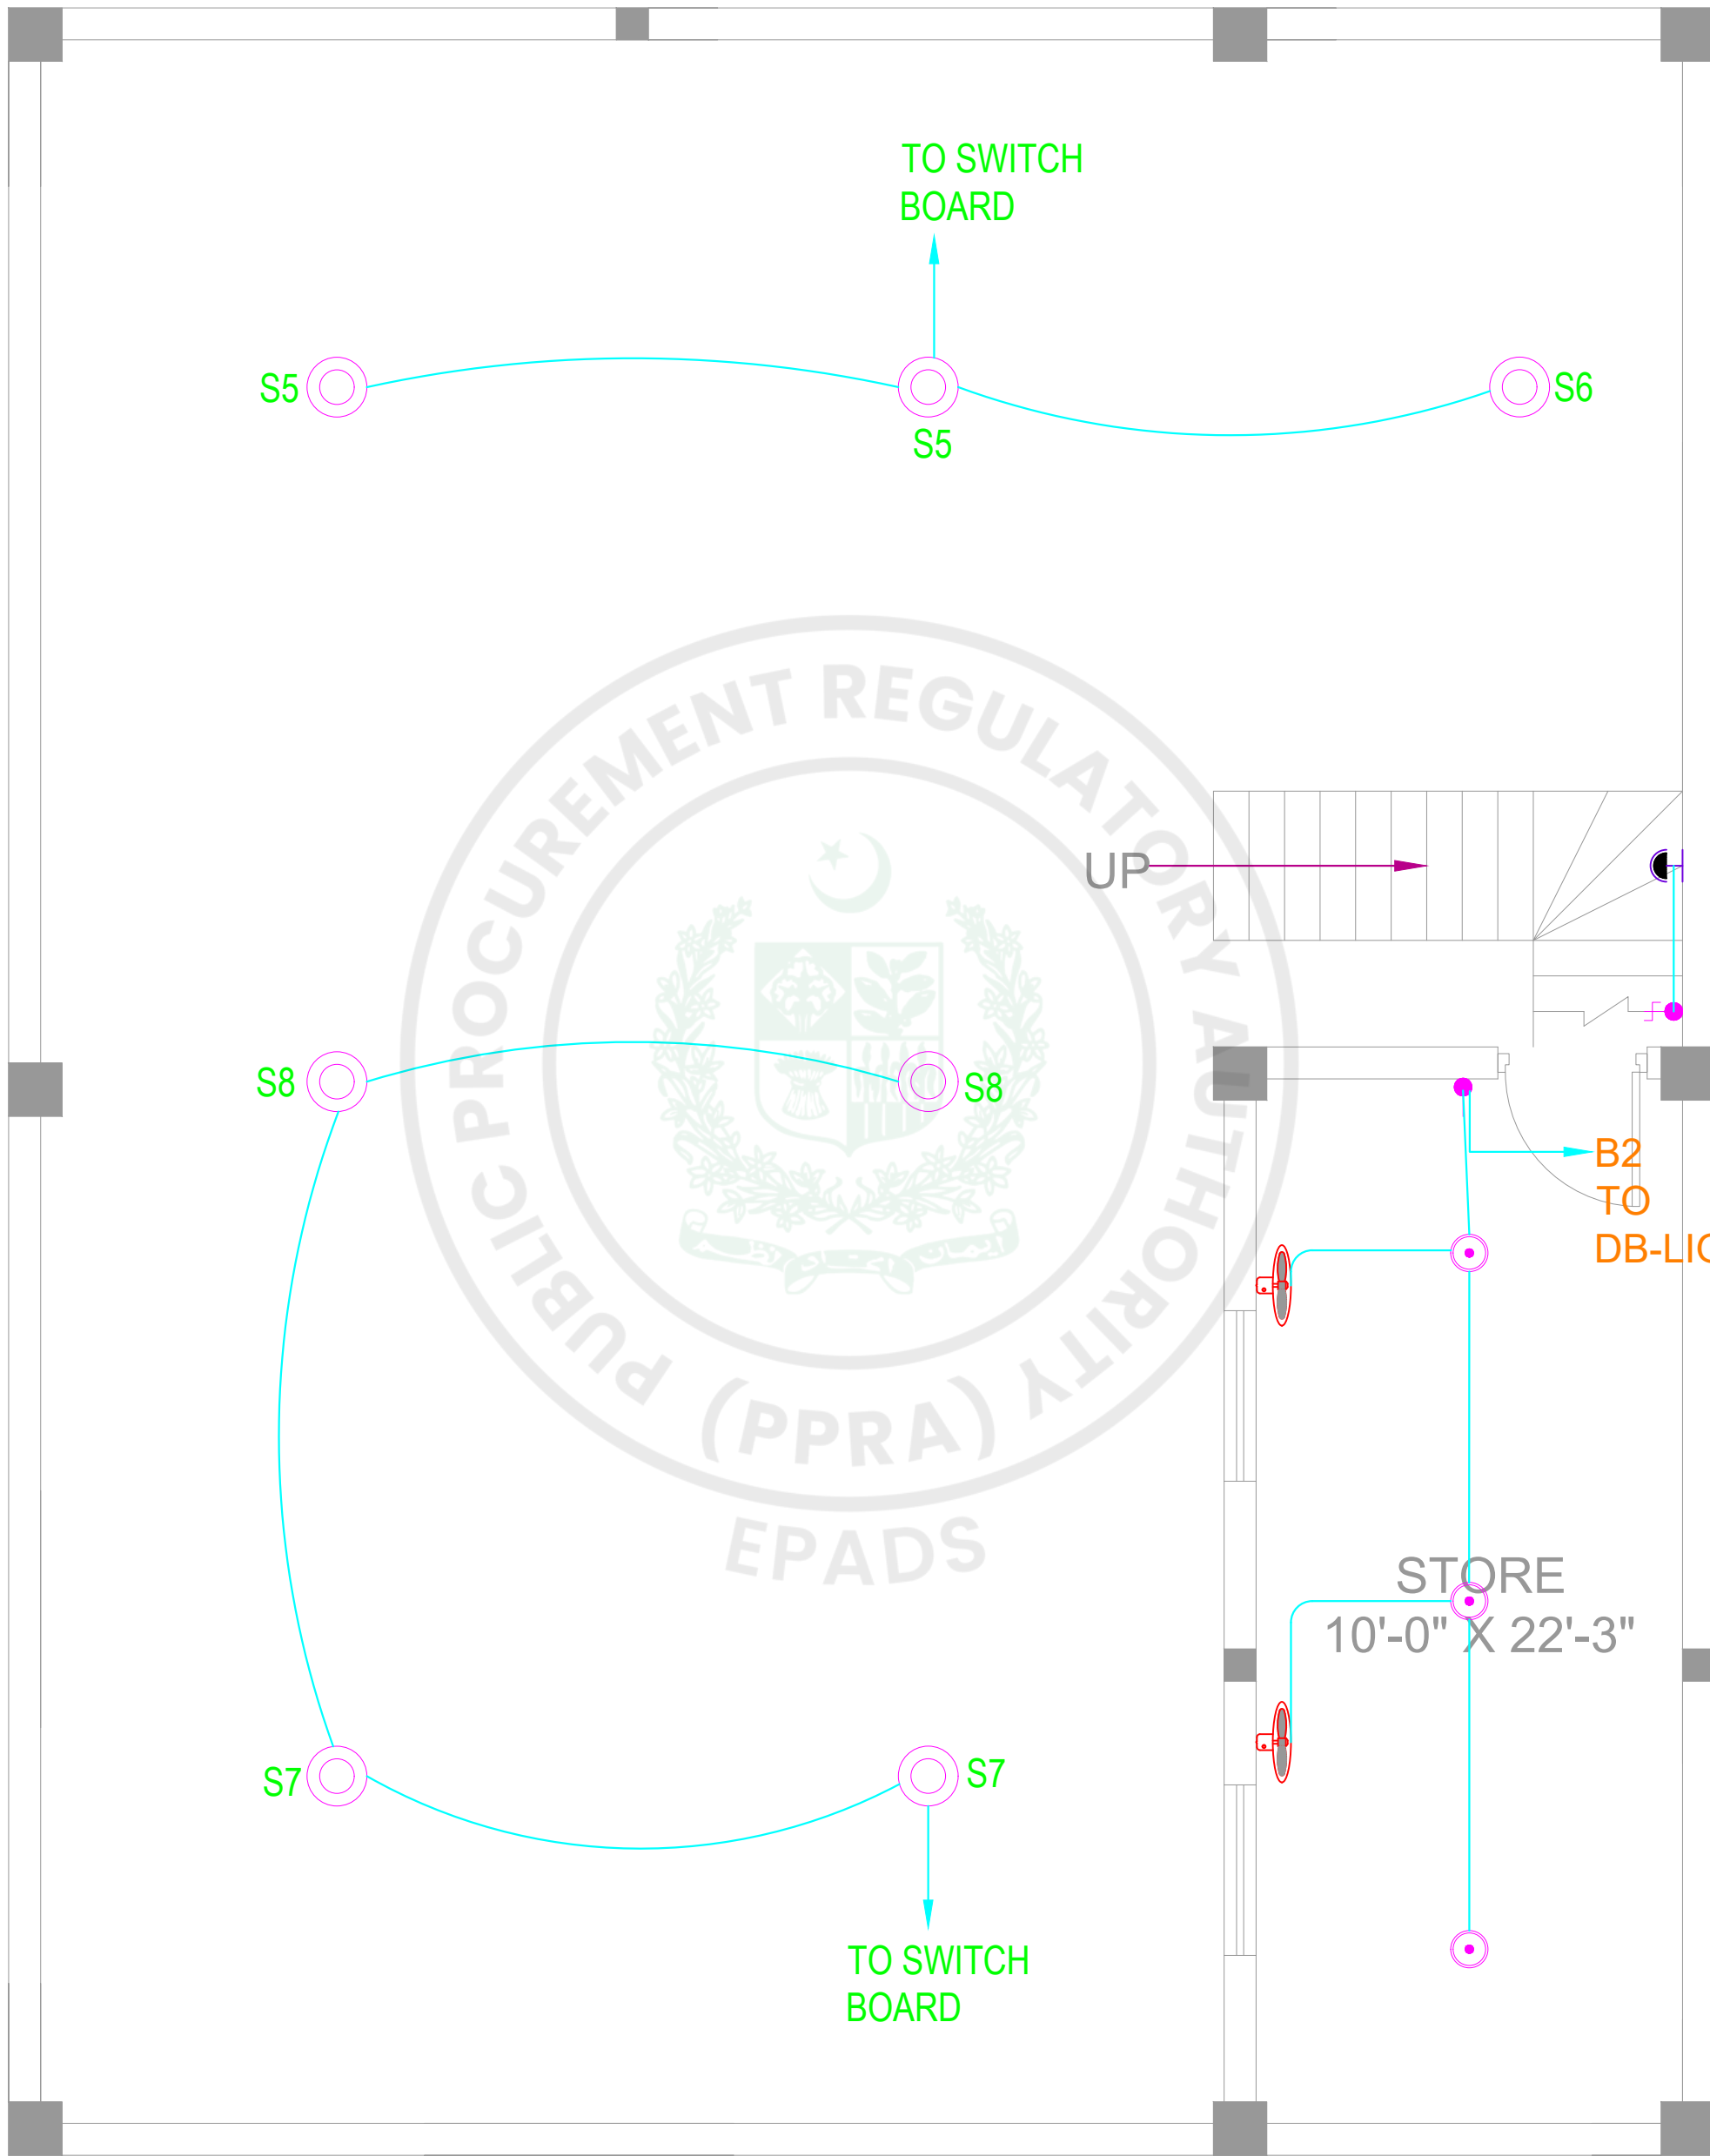 TO SWITCH
BOARD
S5
S5
S6
UP
PUBLIC PROCUREMENT REGULATORY AUTHORITY
(PPRA)
EPADS
S8
S8
B2
TO
STORE
10'-0" X 22'-3"
S7
S7
TO SWITCH
BOARD